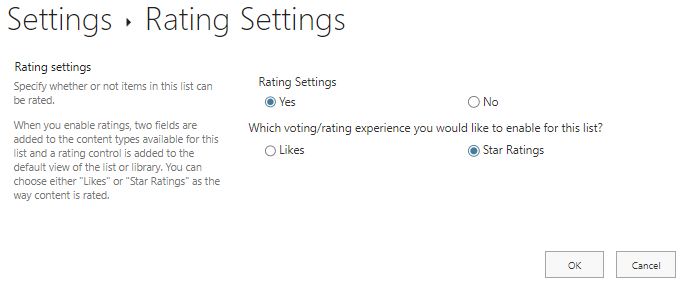 Settings ▸ Rating Settings
Rating settings
Specify whether or not items in this list can
be rated.
When you enable ratings, two fields are
added to the content types available for this
list and a rating control is added to the
default view of the list or library. You can
choose either "Likes" or "Star Ratings" as the
way content is rated.
Rating Settings
Yes No
Which voting/rating experience you would like to enable for this list?
Likes Star Ratings
OK Cancel